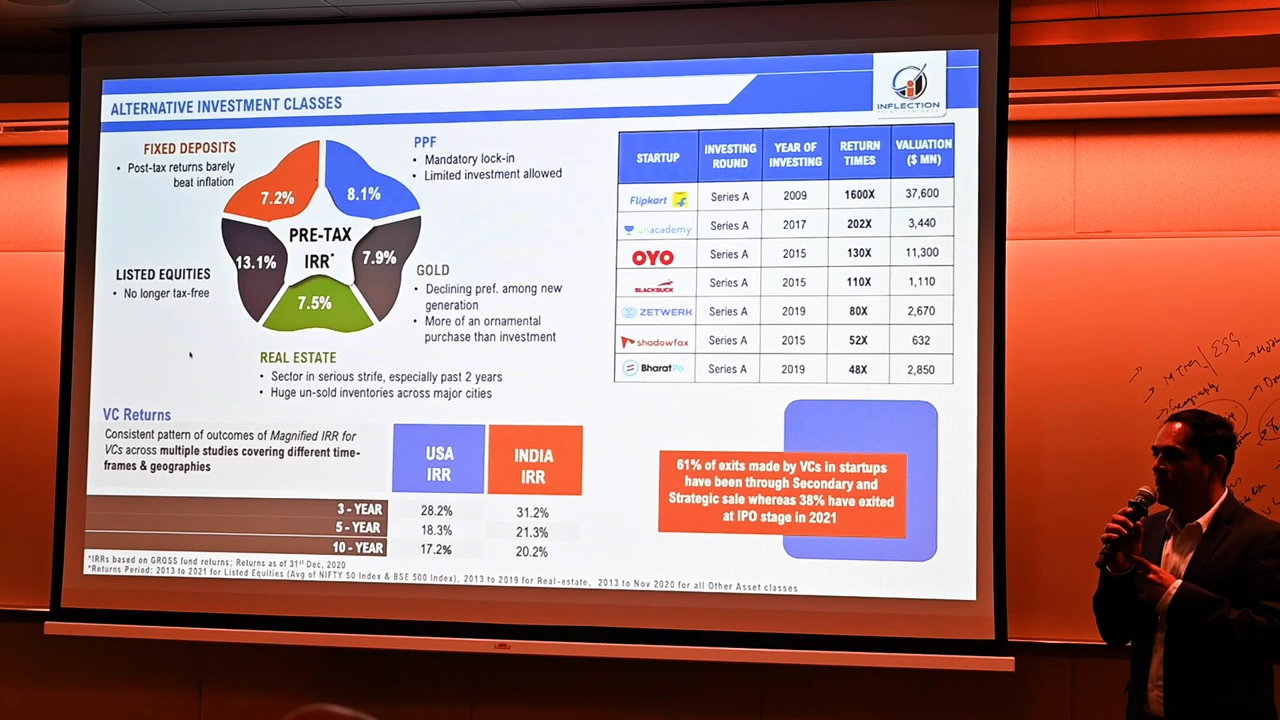 ALTERNATIVE INVESTMENT CLASSES
INFLECTION
FIXED DEPOSITS
• Post-tax returns barely
beat inflation
7.2%
8.1%
PPF
• Mandatory lock-in
• Limited investment allowed
PRE-TAX
IRR*
13.1%
7.9%
7.5%
LISTED EQUITIES
• No longer tax-free
GOLD
• Declining pref. among new
generation
• More of an ornamental
purchase than investment
REAL ESTATE
• Sector in serious strife, especially past 2 years
• Huge un-sold inventories across major cities
STARTUP INVESTING ROUND YEAR OF INVESTING RETURN TIMES VALUATION ($ MN)
Flipkart Series A 2009 1600X 37,600
unacademy Series A 2017 202X 3,440
OYO Series A 2015 130X 11,300
BLACKBUCK Series A 2015 110X 1,110
ZETWERK Series A 2019 80X 2,670
shadowfax Series A 2015 52X 632
BharatPe Series A 2019 48X 2,850
VC Returns
Consistent pattern of outcomes of Magnified IRR for
VCs across multiple studies covering different time-
frames & geographies
USA IRR INDIA IRR
3 - YEAR 28.2% 31.2%
5 - YEAR 18.3% 21.3%
10 - YEAR 17.2% 20.2%
61% of exits made by VCs in startups
have been through Secondary and
Strategic sale whereas 38% have exited
at IPO stage in 2021
*IRRs based on GROSS fund returns; Returns as of 31st Dec, 2020
*Returns Period: 2013 to 2021 for Listed Equities (Avg of NIFTY 50 Index & BSE 500 Index), 2013 to 2019 for Real-estate, 2013 to Nov 2020 for all Other Asset classes
ESG
Geography